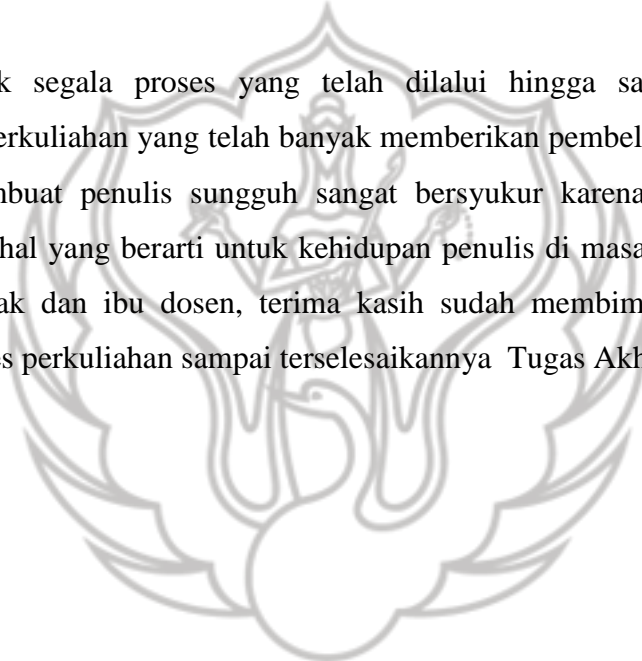 k segala proses yang telah dilalui hingga sa
erkuliahan yang telah banyak memberikan pembel
nbuat penulis sungguh sangat bersyukur karena
hal yang berarti untuk kehidupan penulis di masa
ak dan ibu dosen, terima kasih sudah membim
es perkuliahan sampai terselesaikannya Tugas Akh